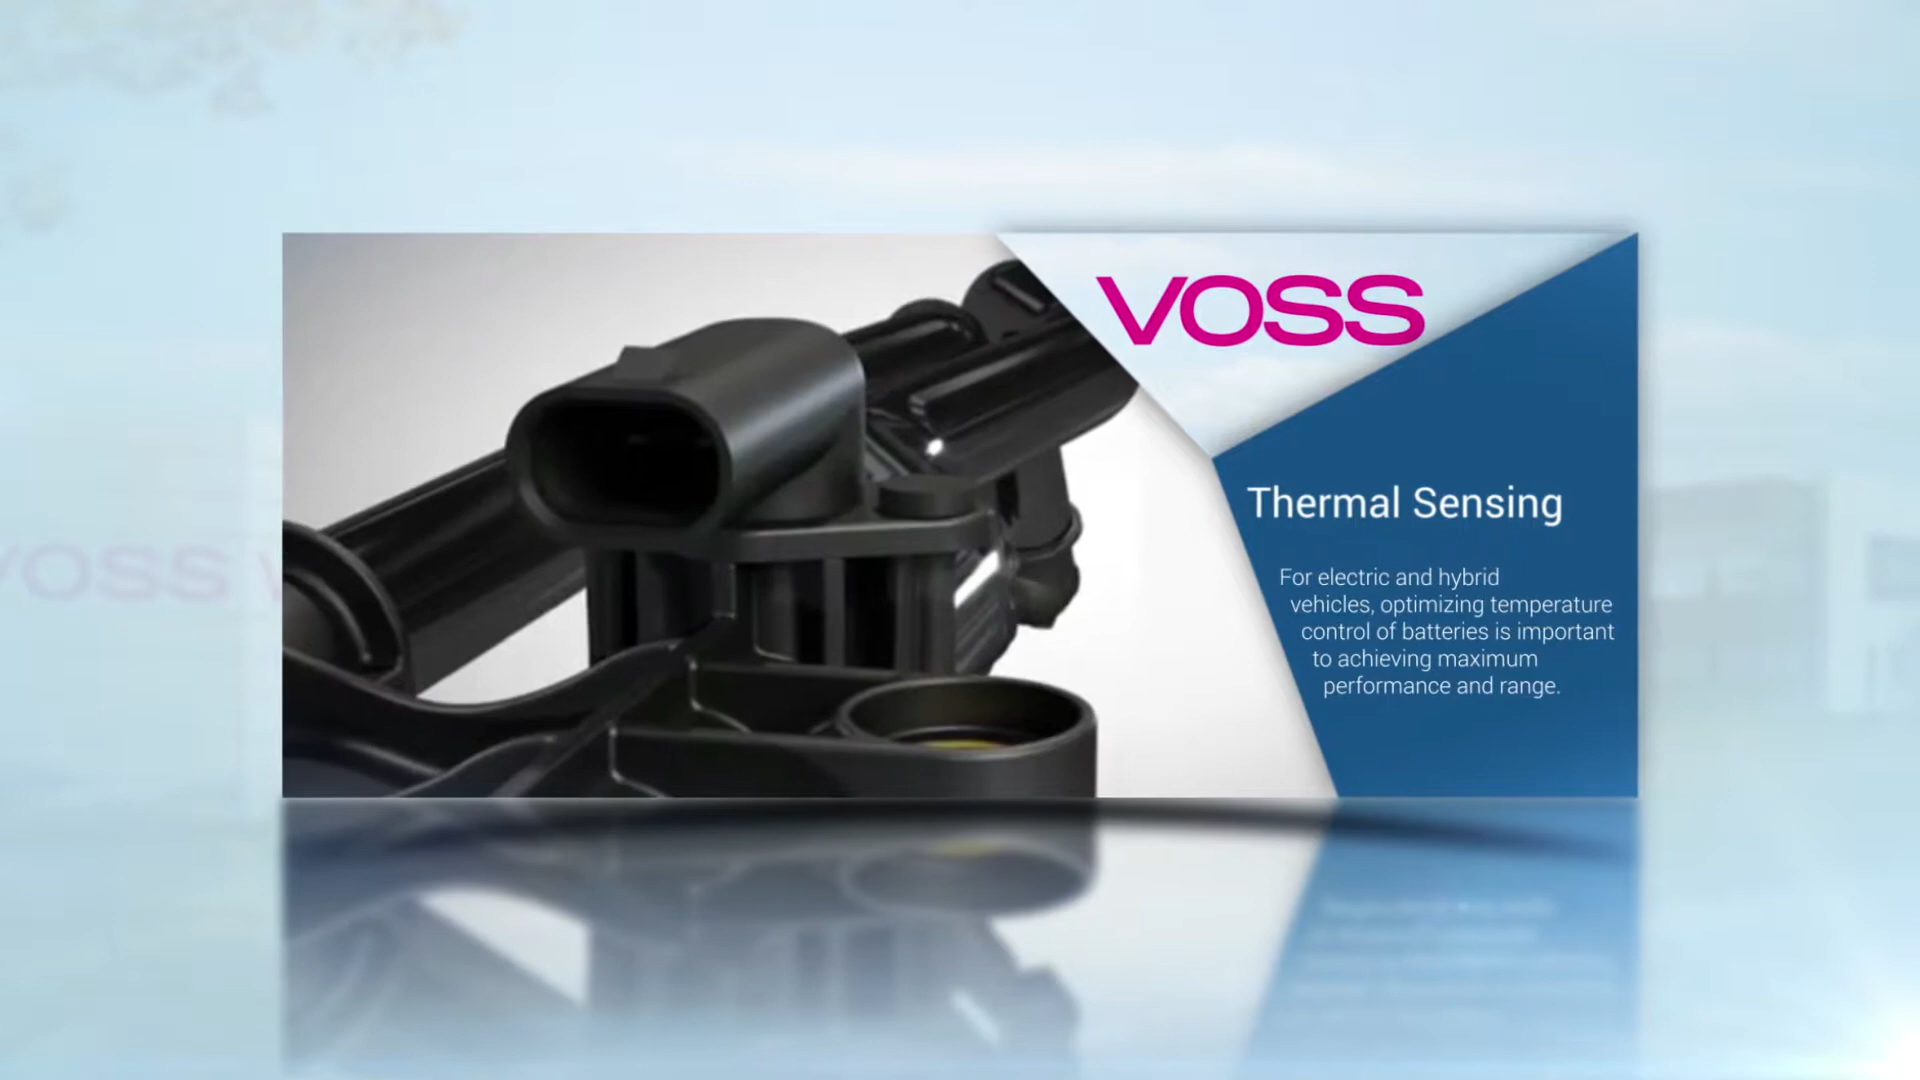 VOSS
Thermal Sensing
For electric and hybrid
vehicles, optimizing temperature
control of batteries is important
to achieving maximum
performance and range.
VOSS